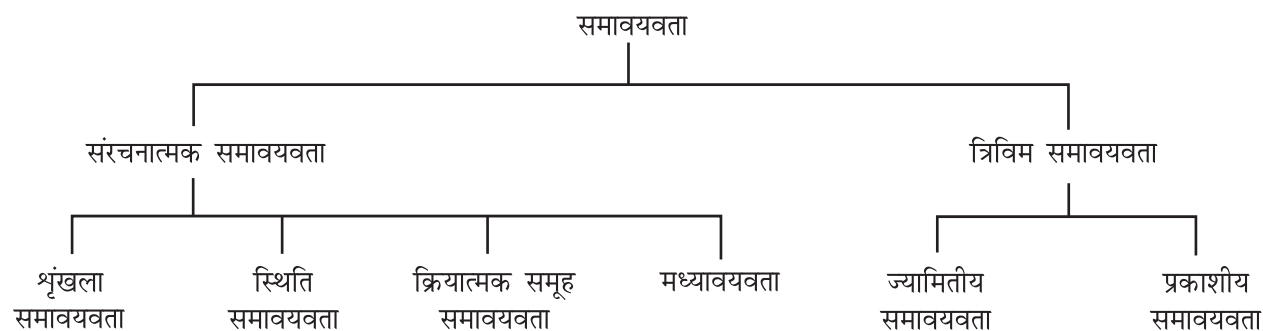 समावयवता
संरचनात्मक समावयवता
त्रिविम समावयवता
शृंखला
समावयवता
स्थिति
समावयवता
क्रियात्मक समूह
समावयवता
मध्यावयवता
ज्यामितीय
समावयवता
प्रकाशीय
समावयवता